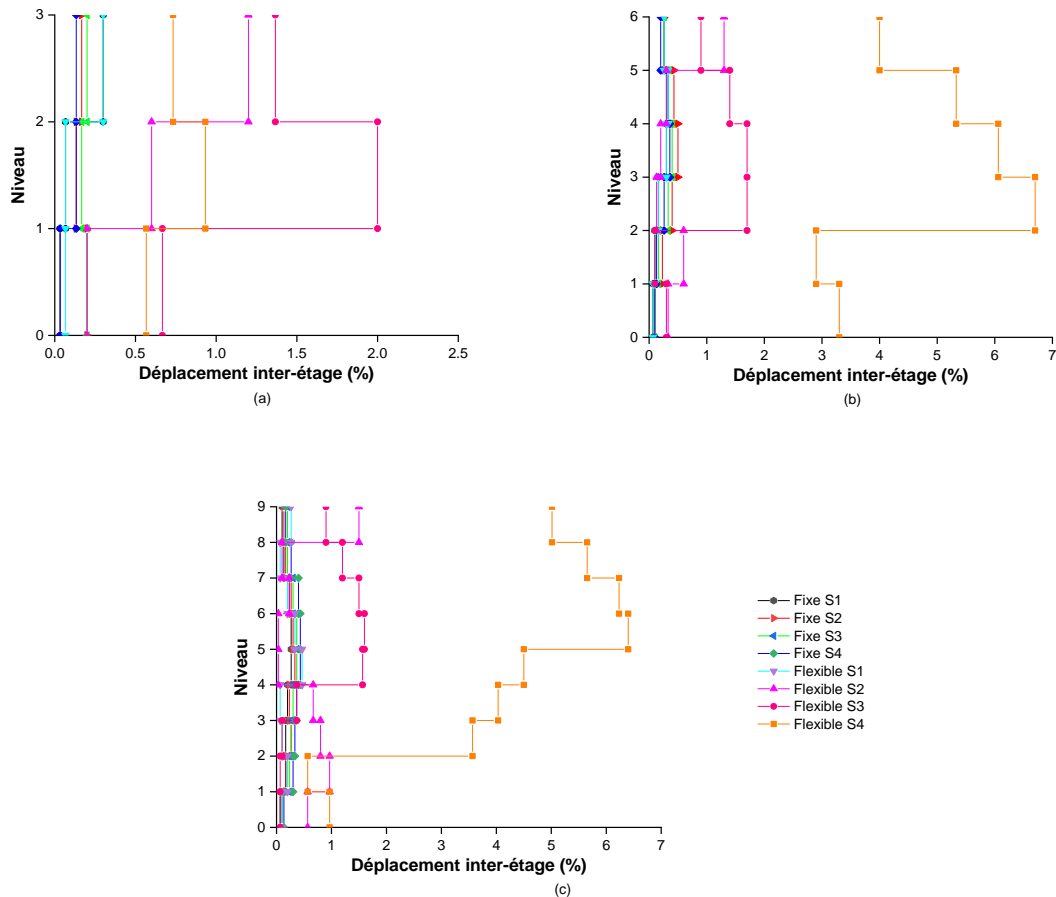 3
2
1
0
Niveau
0.0 0.5 1.0 1.5 2.0 2.5
Déplacement inter-étage (%)
(a)
6
5
4
3
2
1
0
Niveau
0 1 2 3 4 5 6 7
Déplacement inter-étage (%)
(b)
9
8
7
6
5
4
3
2
1
0
Niveau
0 1 2 3 4 5 6 7
Déplacement inter-étage (%)
(c)
Fixe S1
Fixe S2
Fixe S3
Fixe S4
Flexible S1
Flexible S2
Flexible S3
Flexible S4